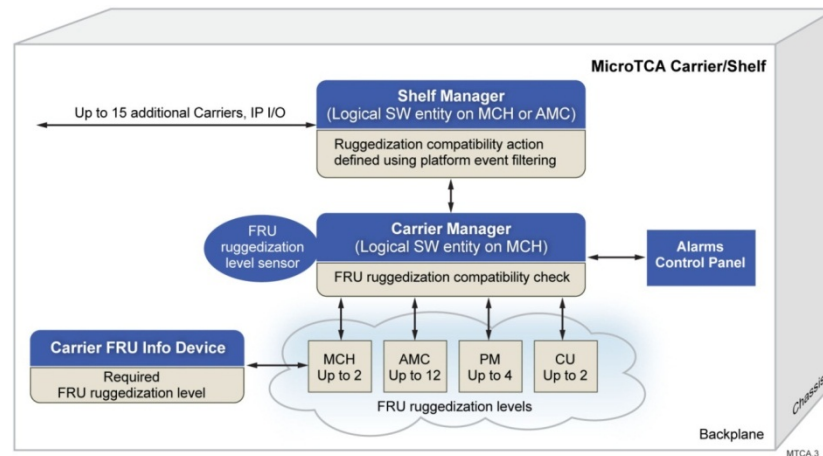 MicroTCA Carrier/Shelf
Up to 15 additional Carriers, IP I/O
Shelf Manager
(Logical SW entity on MCH or AMC)
Ruggedization compatibility action
defined using platform event filtering
FRU
ruggedization
level sensor
Carrier Manager
(Logical SW entity on MCH)
FRU ruggedization compatibility check
Alarms
Control Panel
Carrier FRU Info Device
Required
FRU ruggedization level
MCH
Up to 2
AMC
Up to 12
PM
Up to 4
CU
Up to 2
FRU ruggedization levels
Backplane
Chassis
MTCA.3